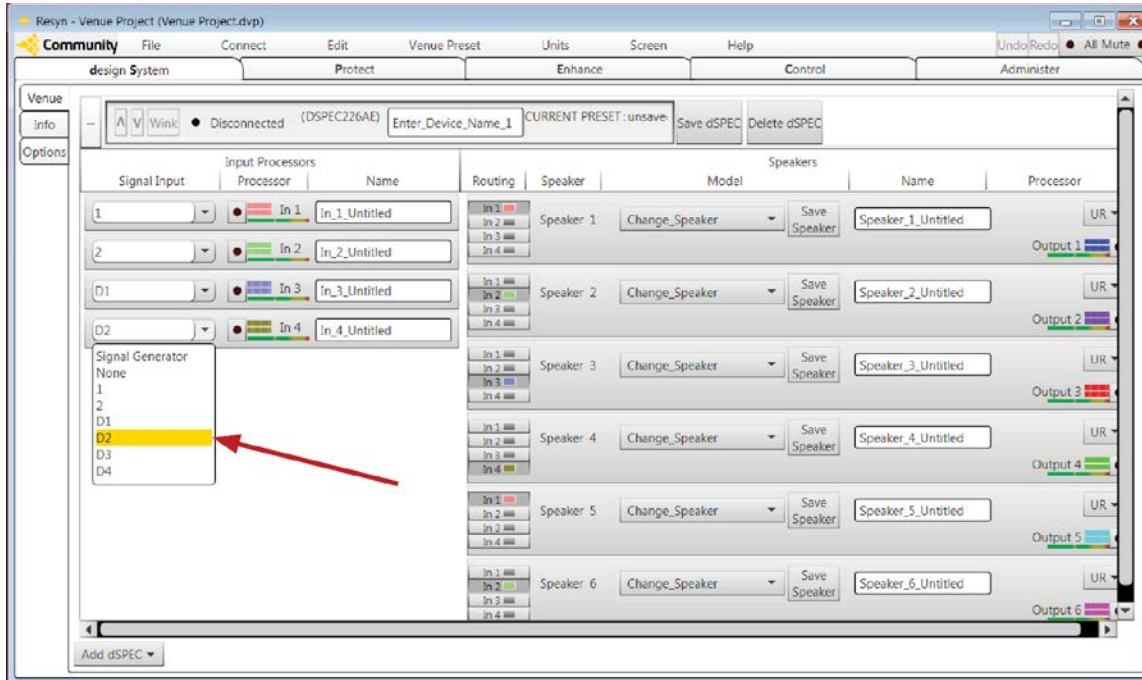 Resyn - Venue Project (Venue Project.dvp)
Community File Connect Edit Venue Preset Units Screen Help Undo Redo All Mute
design System Protect Enhance Control Administer
Venue
Info
Options
– Λ V Wink Disconnected (DSPEC226AE) Enter_Device_Name_1 CURRENT PRESET: unsave Save dSPEC Delete dSPEC
Input Processors Speakers
Signal Input Processor Name Routing Speaker Model Name Processor
1 In 1 In_1_Untitled
2 In 2 In_2_Untitled
D1 In 3 In_3_Untitled
D2 In 4 In_4_Untitled
Signal Generator
None
1
2
D1
D2
D3
D4
In 1
In 2
In 3
In 4
Speaker 1 Change_Speaker Save Speaker Speaker_1_Untitled UR
Output 1
In 1
In 2
In 3
In 4
Speaker 2 Change_Speaker Save Speaker Speaker_2_Untitled UR
Output 2
In 1
In 2
In 3
In 4
Speaker 3 Change_Speaker Save Speaker Speaker_3_Untitled UR
Output 3
In 1
In 2
In 3
In 4
Speaker 4 Change_Speaker Save Speaker Speaker_4_Untitled UR
Output 4
In 1
In 2
In 3
In 4
Speaker 5 Change_Speaker Save Speaker Speaker_5_Untitled UR
Output 5
In 1
In 2
In 3
In 4
Speaker 6 Change_Speaker Save Speaker Speaker_6_Untitled UR
Output 6
Add dSPEC